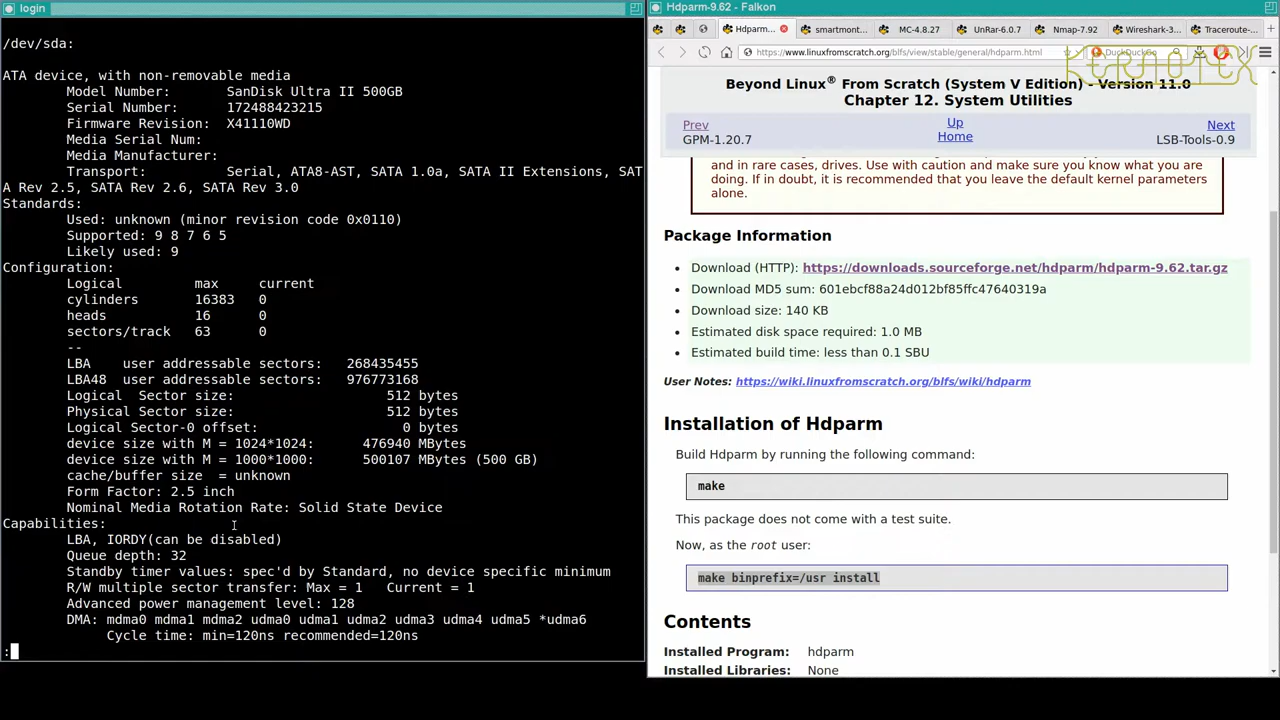 login
/dev/sda:
ATA device, with non-removable media
Model Number:       SanDisk Ultra II 500GB
Serial Number:      172488423215
Firmware Revision:  X41110WD
Media Serial Num:
Media Manufacturer:
Transport:          Serial, ATA8-AST, SATA 1.0a, SATA II Extensions, SAT
A Rev 2.5, SATA Rev 2.6, SATA Rev 3.0
Standards:
Used: unknown (minor revision code 0x0110)
Supported: 9 8 7 6 5
Likely used: 9
Configuration:
Logical         max     current
cylinders       16383   0
heads           16      0
sectors/track   63      0
--
LBA    user addressable sectors:   268435455
LBA48  user addressable sectors:   976773168
Logical  Sector size:                   512 bytes
Physical Sector size:                   512 bytes
Logical Sector-0 offset:                  0 bytes
device size with M = 1024*1024:      476940 MBytes
device size with M = 1000*1000:      500107 MBytes (500 GB)
cache/buffer size  = unknown
Form Factor: 2.5 inch
Nominal Media Rotation Rate: Solid State Device
Capabilities:
LBA, IORDY(can be disabled)
Queue depth: 32
Standby timer values: spec'd by Standard, no device specific minimum
R/W multiple sector transfer: Max = 1   Current = 1
Advanced power management level: 128
DMA: mdma0 mdma1 mdma2 udma0 udma1 udma2 udma3 udma4 udma5 *udma6
Cycle time: min=120ns recommended=120ns
:
Hdparm-9.62 - Falkon
Hdparm... smartmont... MC-4.8.27 UnRar-6.0.7 Nmap-7.92 Wireshark-3... Traceroute-...
https://www.linuxfromscratch.org/blfs/view/stable/general/hdparm.html DuckDuckGo
KERNOTEX
Beyond Linux® From Scratch (System V Edition) - Version 11.0
Chapter 12. System Utilities
Prev Up Next
GPM-1.20.7 Home LSB-Tools-0.9
and in rare cases, drives. Use with caution and make sure you know what you are
doing. If in doubt, it is recommended that you leave the default kernel parameters
alone.
Package Information
• Download (HTTP): https://downloads.sourceforge.net/hdparm/hdparm-9.62.tar.gz
• Download MD5 sum: 601ebcf88a24d012bf85ffc47640319a
• Download size: 140 KB
• Estimated disk space required: 1.0 MB
• Estimated build time: less than 0.1 SBU
User Notes: https://wiki.linuxfromscratch.org/blfs/wiki/hdparm
Installation of Hdparm
Build Hdparm by running the following command:
make
This package does not come with a test suite.
Now, as the root user:
make binprefix=/usr install
Contents
Installed Program: hdparm
Installed Libraries: None